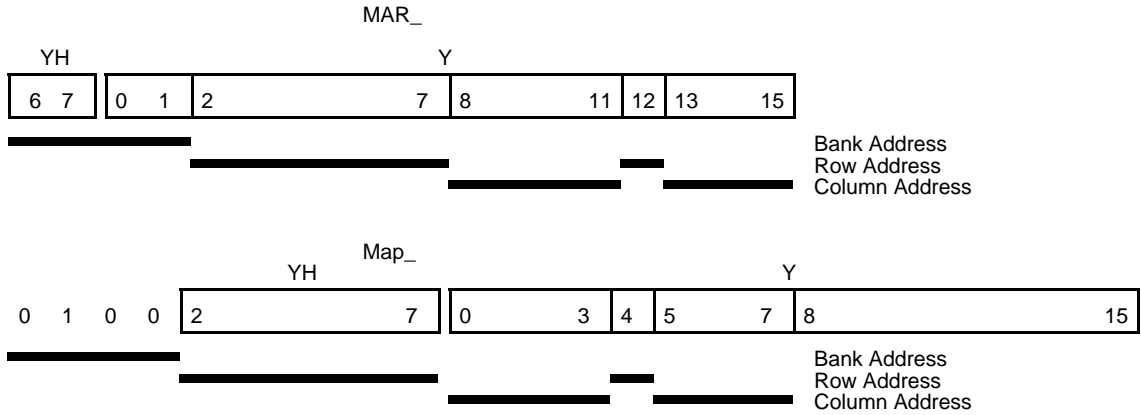 MAR_
YH Y
6 7 0 1 2 7 8 11 12 13 15
Bank Address
Row Address
Column Address
Map_
YH Y
0 1 0 0 2 7 0 3 4 5 7 8 15
Bank Address
Row Address
Column Address